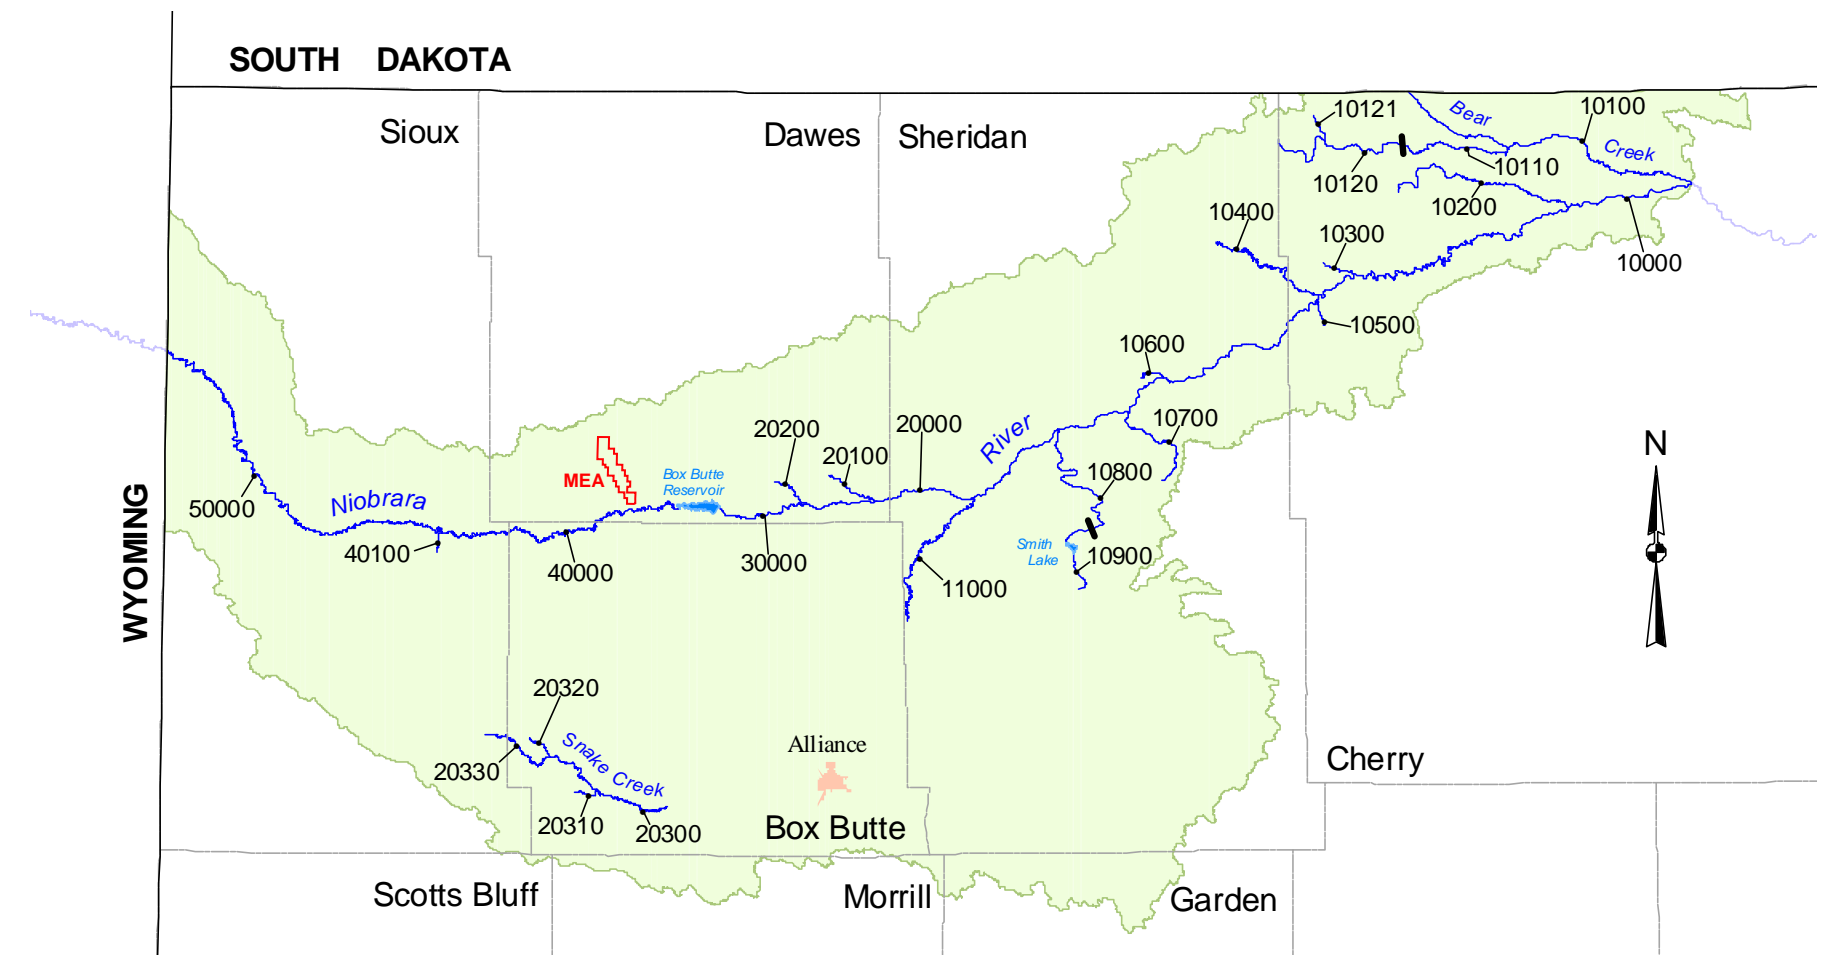 SOUTH DAKOTA
Sioux
Dawes
Sheridan
10121
Bear
10100
Creek
10110
10120
10200
10400
10300
10000
10500
10600
10700
20000
River
20200
20100
10800
N
Box Butte
Reservoir
MEA
50000
Niobrara
40100
40000
30000
Smith
Lake
10900
11000
WYOMING
20320
Snake Creek
20330
Alliance
Cherry
20310
20300
Box Butte
Scotts Bluff
Morrill
Garden